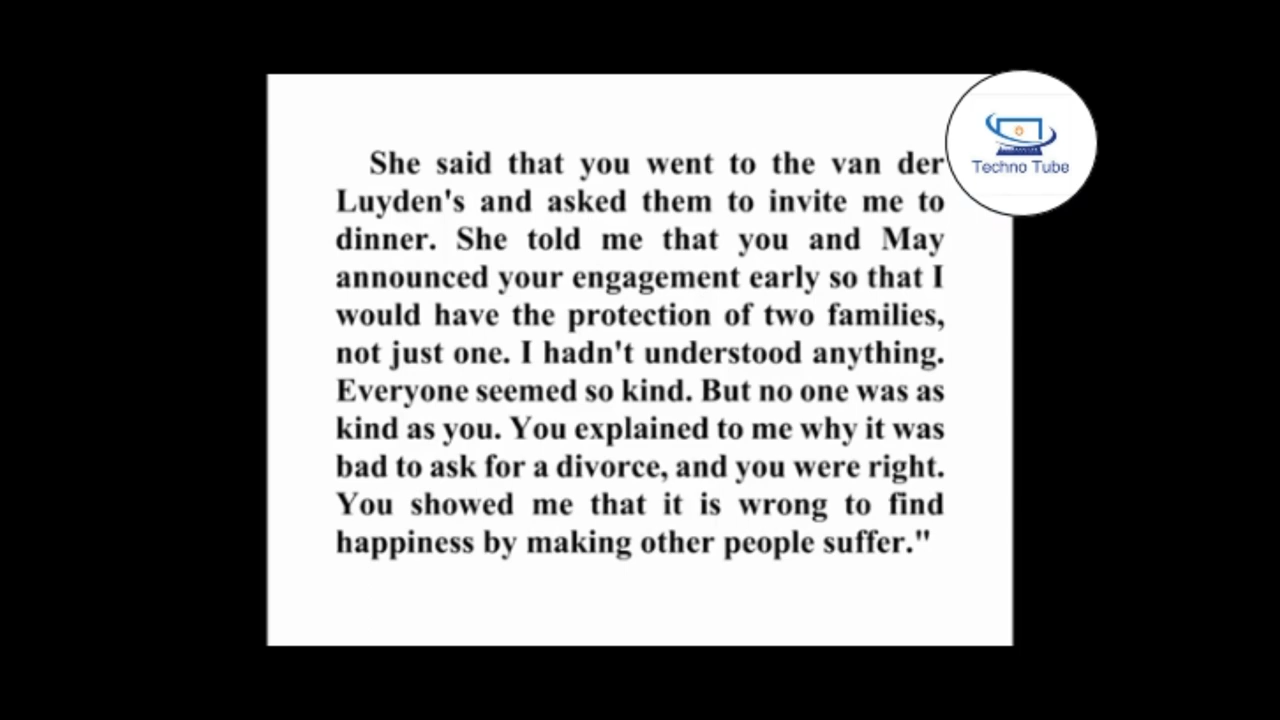 She said that you went to the van der
Luyden's and asked them to invite me to
dinner. She told me that you and May
announced your engagement early so that I
would have the protection of two families,
not just one. I hadn't understood anything.
Everyone seemed so kind. But no one was as
kind as you. You explained to me why it was
bad to ask for a divorce, and you were right.
You showed me that it is wrong to find
happiness by making other people suffer."
Techno Tube